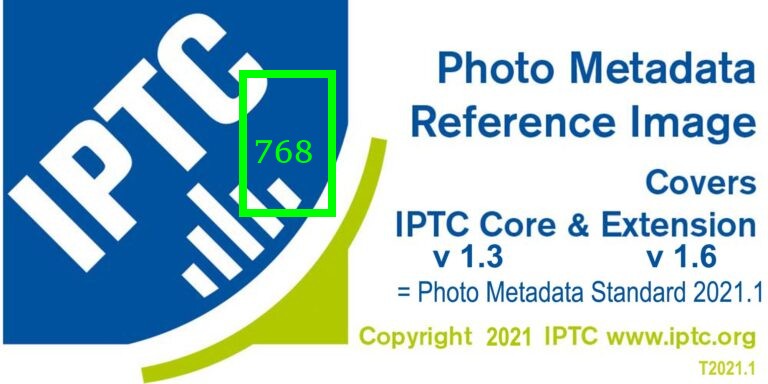 IPTC
768
Photo Metadata
Reference Image
Covers
IPTC Core & Extension
v 1.3 v 1.6
= Photo Metadata Standard 2021.1
Copyright 2021 IPTC www.iptc.org
T2021.1